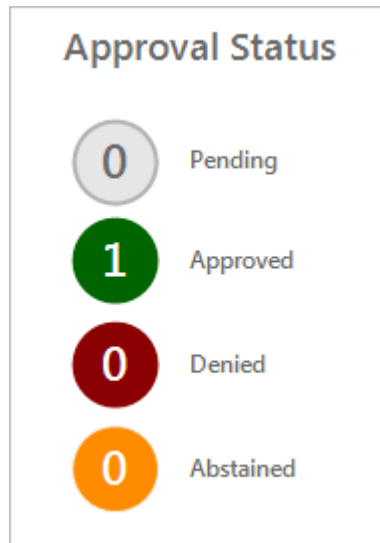 Approval Status
0 Pending
1 Approved
0 Denied
0 Abstained